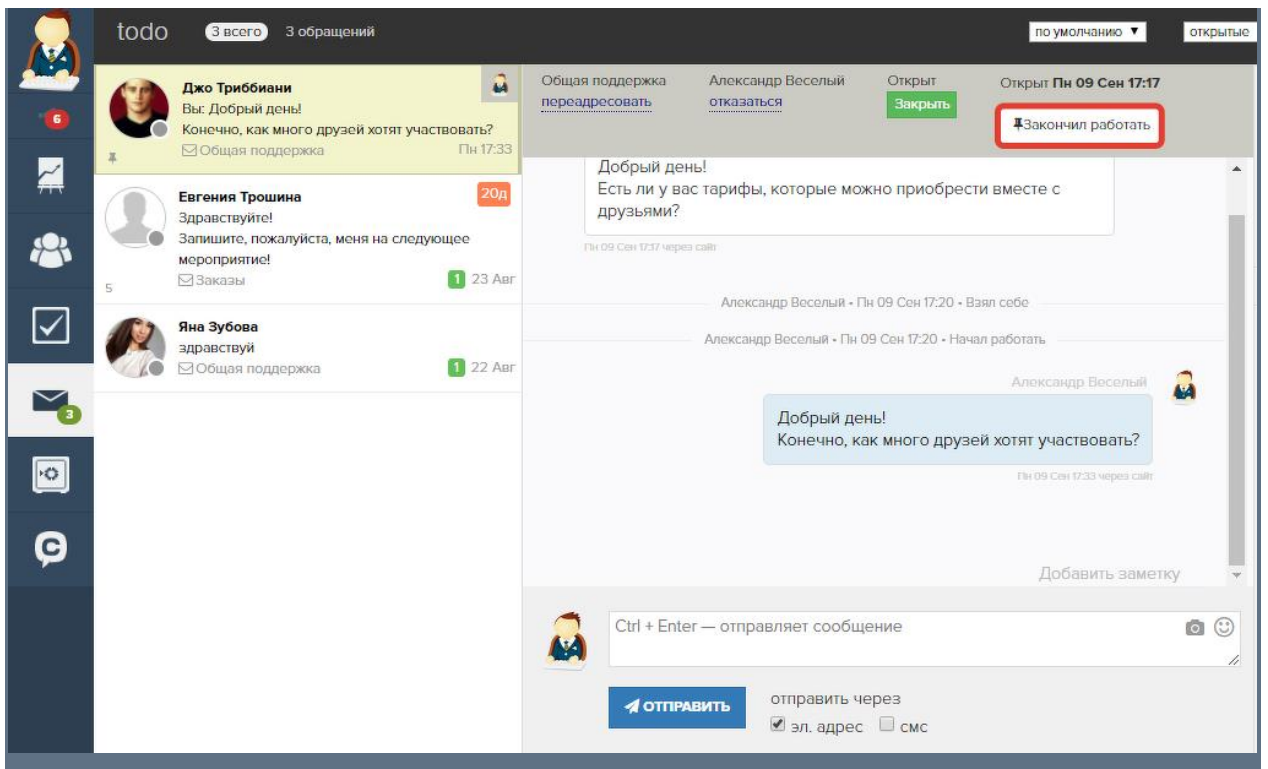 todo 3 всего 3 обращений по умолчанию ▼ открытые
6
3
Джо Триббиани
Вы: Добрый день!
Конечно, как много друзей хотят участвовать?
Общая поддержка Пн 17:33
Евгения Трошина 20д
Здравствуйте!
Запишите, пожалуйста, меня на следующее
мероприятие!
5 Заказы 1 23 Авг
Яна Зубова
здравствуй
Общая поддержка 1 22 Авг
Общая поддержка Александр Веселый Открыт Открыт Пн 09 Сен 17:17
переадресовать отказаться Закрыть
Закончил работать
Добрый день!
Есть ли у вас тарифы, которые можно приобрести вместе с
друзьями?
Пн 09 Сен 17:17 через сайт
Александр Веселый • Пн 09 Сен 17:20 • Взял себе
Александр Веселый • Пн 09 Сен 17:20 • Начал работать
Александр Веселый
Добрый день!
Конечно, как много друзей хотят участвовать?
Пн 09 Сен 17:33 через сайт
Добавить заметку
Ctrl + Enter — отправляет сообщение
ОТПРАВИТЬ
отправить через
эл. адрес смс